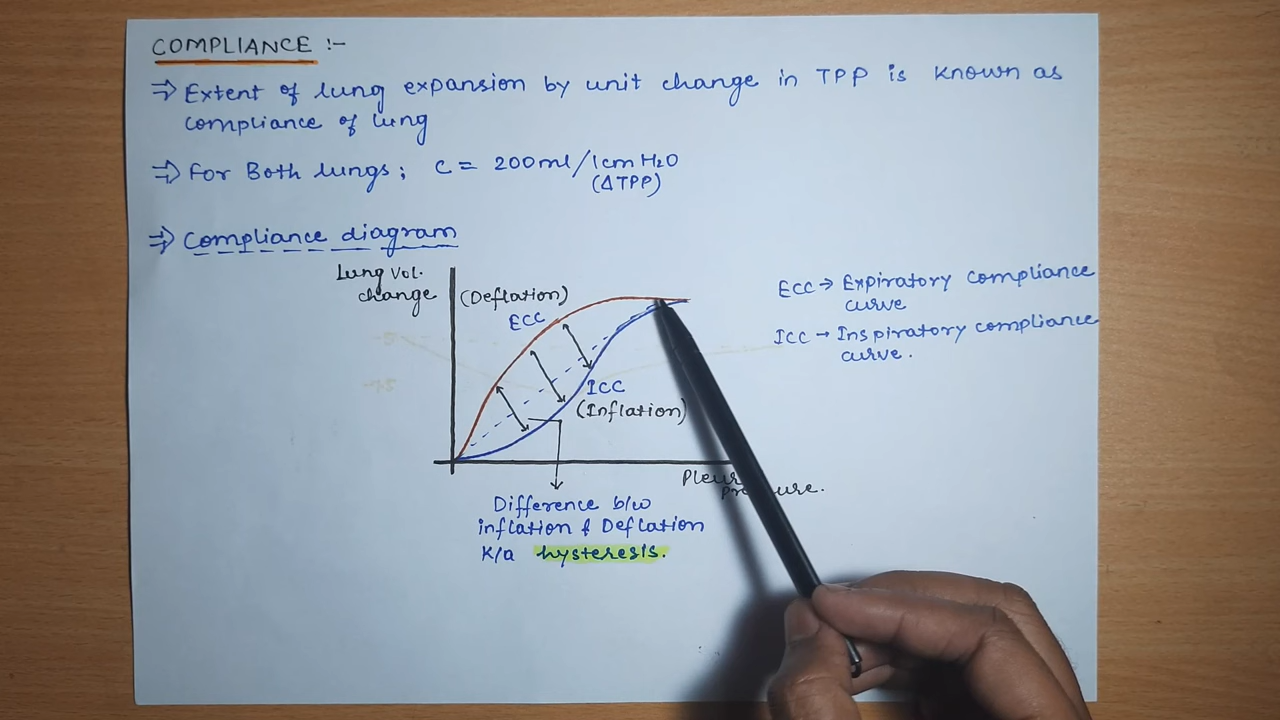 COMPLIANCE :-
⇒ Extent of lung expansion by unit change in TPP is known as
compliance of lung
⇒ For Both lungs; C = 200ml/1cm H₂O
(ΔTPP)
⇒ Compliance diagram
Lung Vol.
change
(Deflation)
ECC
ICC
(Inflation)
ECC → Expiratory compliance
curve
ICC → Inspiratory compliance
curve.
Difference b/w
inflation & Deflation
K/a hysteresis.